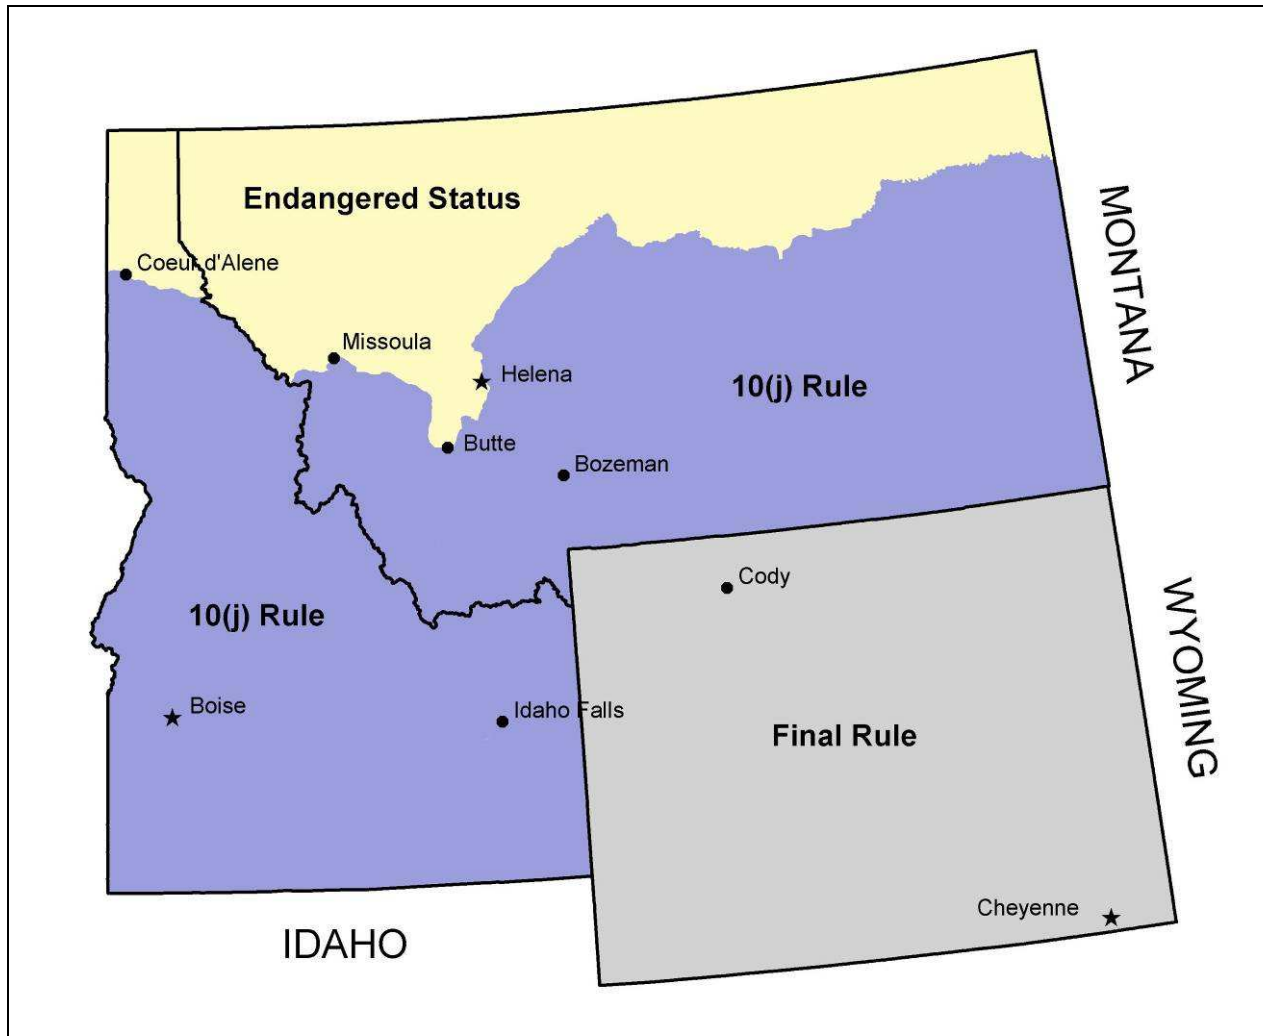 MONTANA
Endangered Status
Coeur d'Alene
Missoula
Helena
10(j) Rule
Butte
Bozeman
Cody
WYOMING
10(j) Rule
Boise
Idaho Falls
Final Rule
Cheyenne
IDAHO